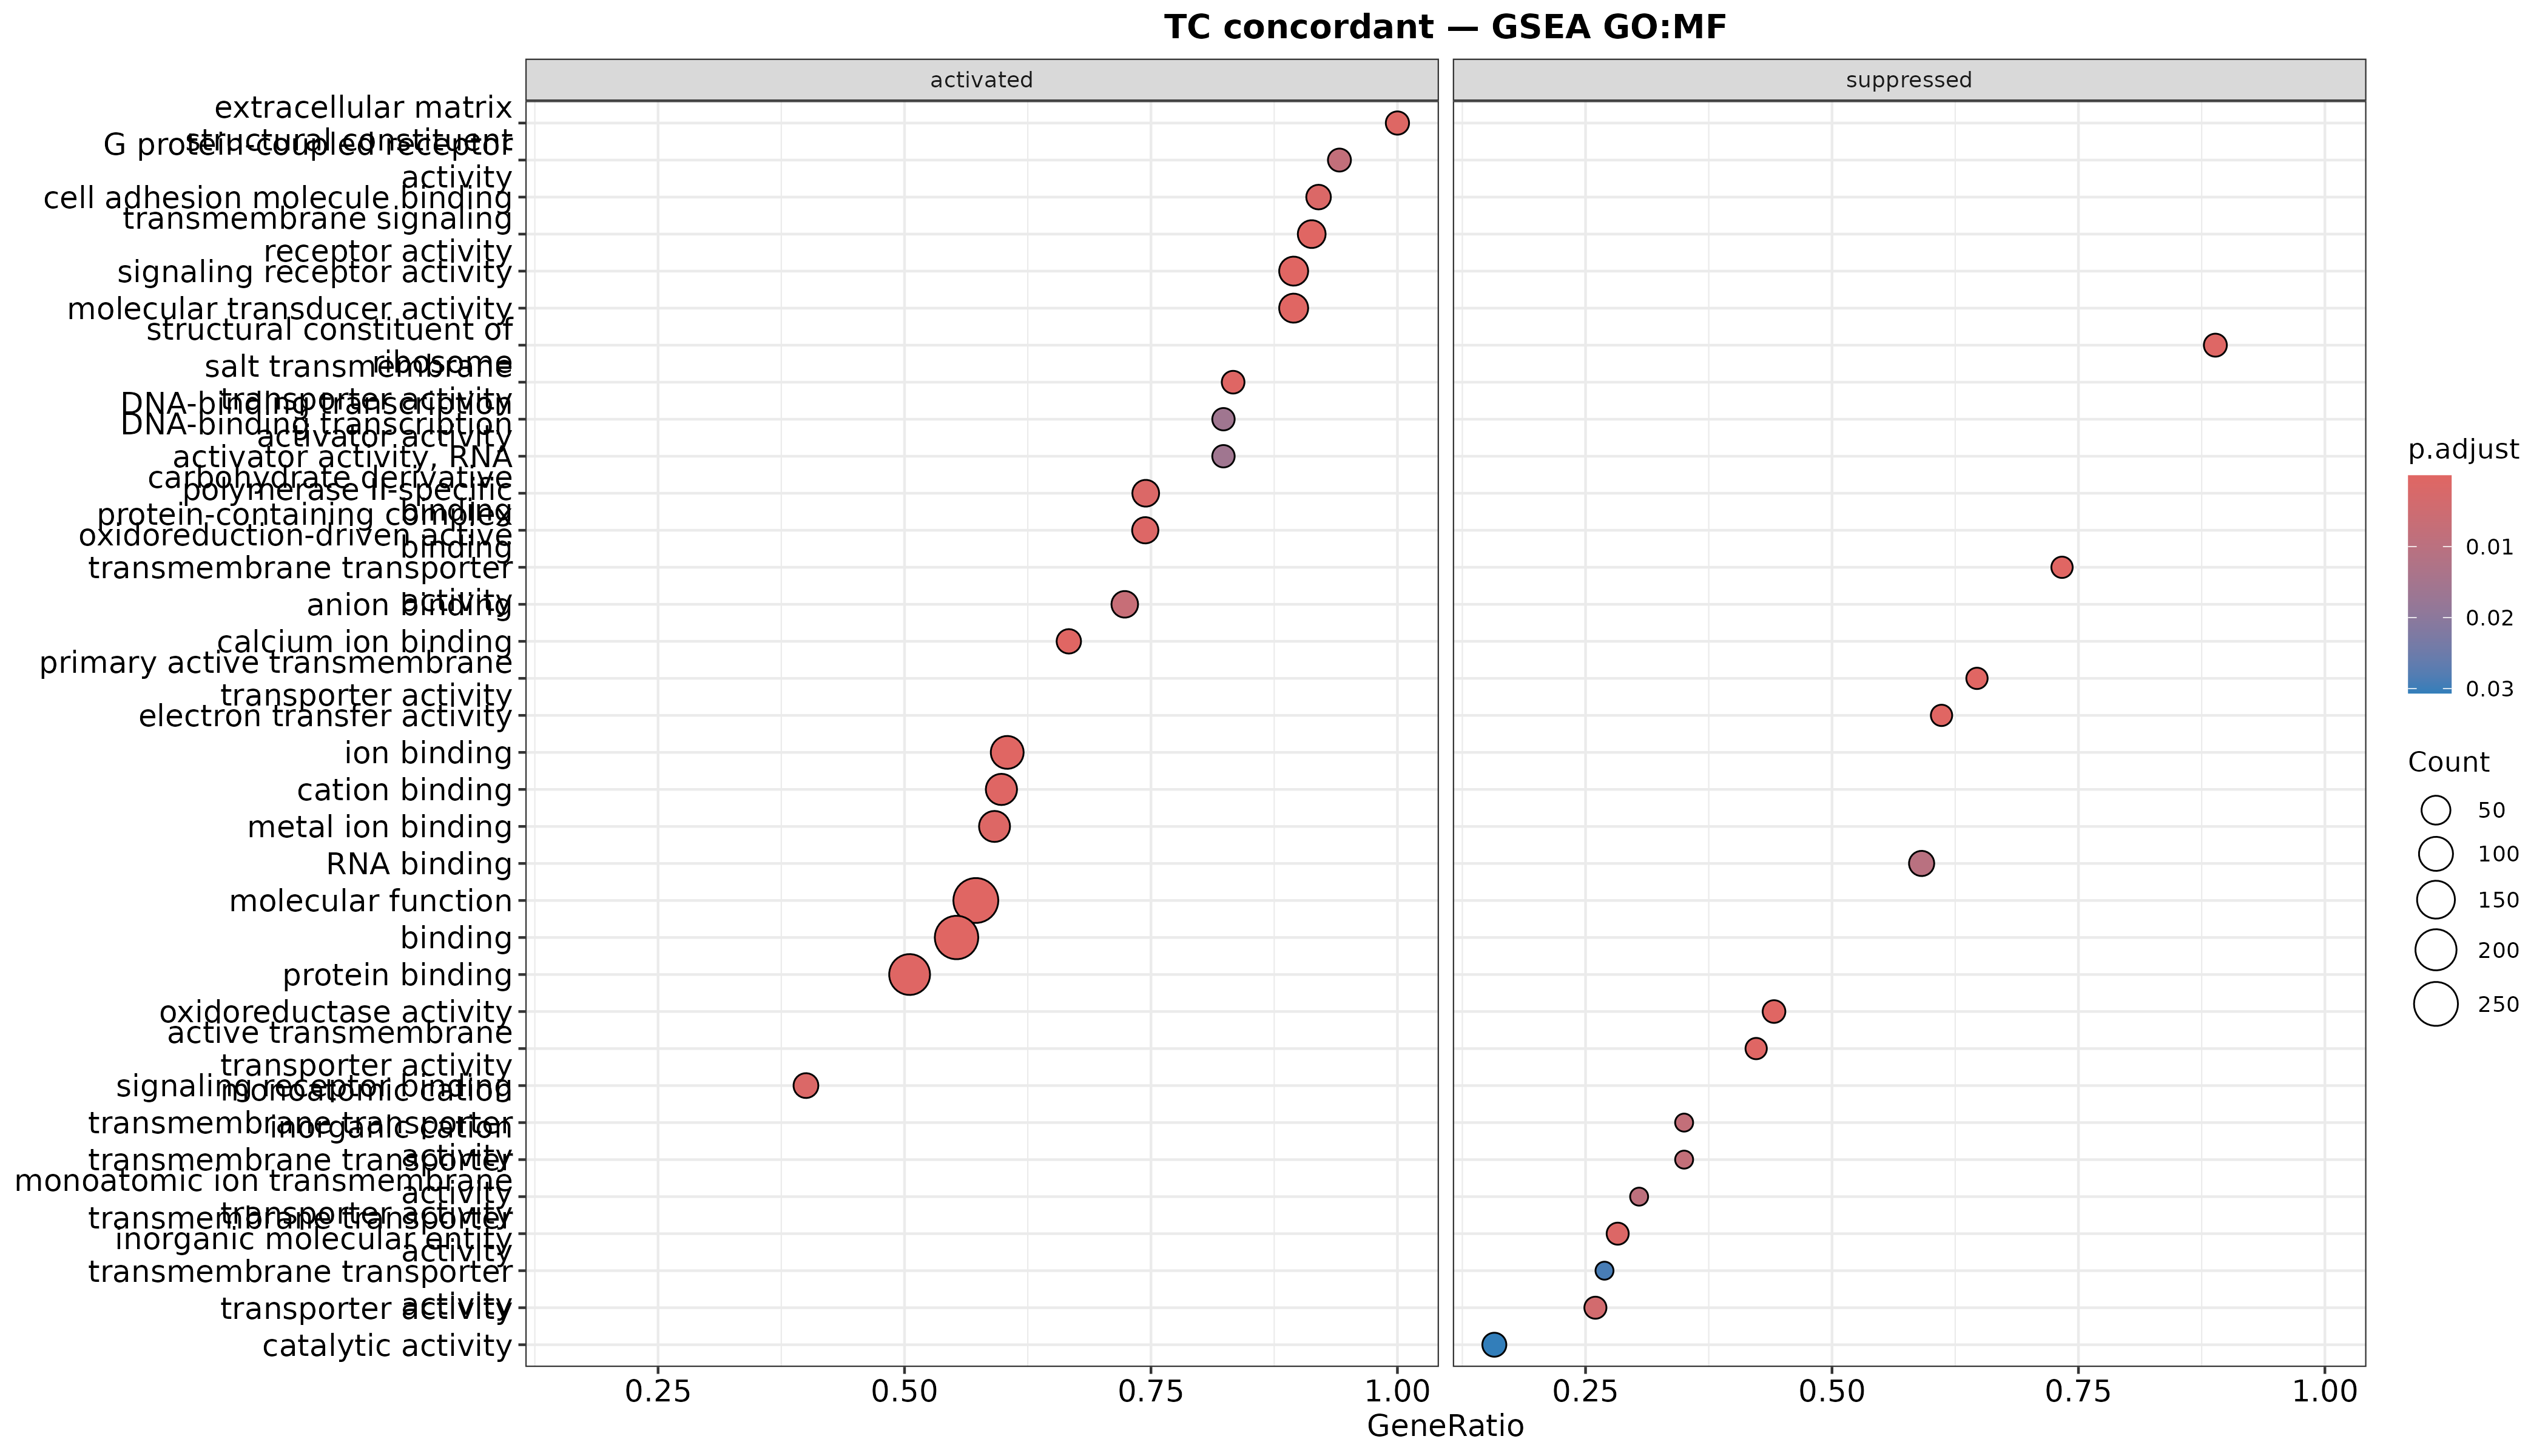 TC concordant — GSEA GO:MF
activated
suppressed
extracellular matrix
structural constituent
G protein-coupled receptor
activity
cell adhesion molecule binding
transmembrane signaling
receptor activity
signaling receptor activity
molecular transducer activity
structural constituent of
ribosome
salt transmembrane
transporter activity
DNA-binding transcription
activator activity
DNA-binding transcription
activator activity, RNA
polymerase II-specific
carbohydrate derivative
binding
protein-containing complex
binding
oxidoreduction-driven active
transmembrane transporter
activity
anion binding
calcium ion binding
primary active transmembrane
transporter activity
electron transfer activity
ion binding
cation binding
metal ion binding
RNA binding
molecular function
binding
protein binding
oxidoreductase activity
active transmembrane
transporter activity
signaling receptor binding
monoatomic cation
transmembrane transporter
activity
inorganic cation
transmembrane transporter
activity
monoatomic ion transmembrane
transporter activity
transmembrane transporter
activity
inorganic molecular entity
transmembrane transporter
activity
transporter activity
catalytic activity
0.25
0.50
0.75
1.00
0.25
0.50
0.75
1.00
GeneRatio
p.adjust
0.01
0.02
0.03
Count
50
100
150
200
250